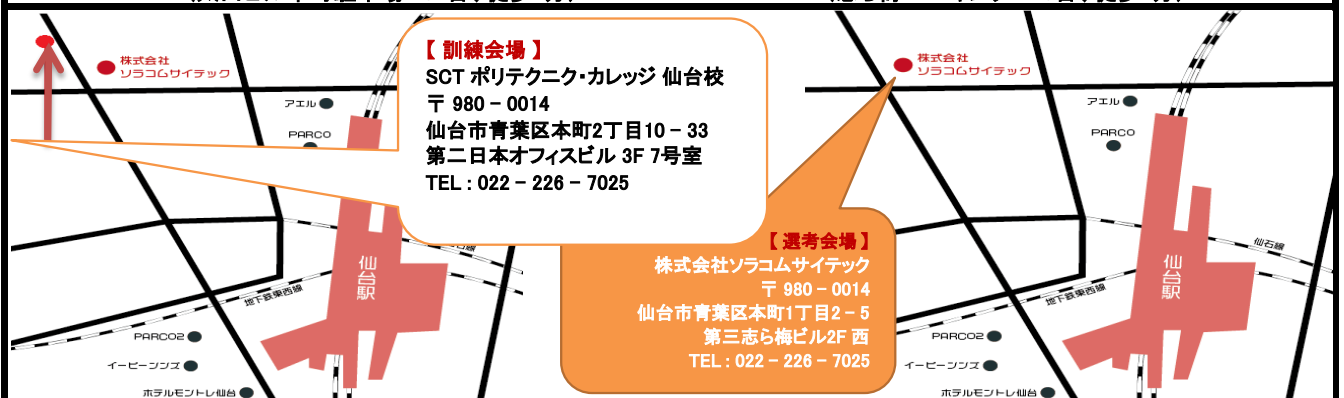 株式会社
ソラコムサイテック
アエル
PARCO
仙台駅
地下鉄東西線
PARCO2
イービーンズ
ホテルモントレ仙台
【 訓練会場 】
SCT ポリテクニク・カレッジ 仙台校
〒 980 − 0014
仙台市青葉区本町2丁目10 − 33
第二日本オフィスビル 3F 7号室
TEL : 022 − 226 − 7025
【 選考会場 】
株式会社ソラコムサイテック
〒 980 − 0014
仙台市青葉区本町1丁目2 − 5
第三志ら梅ビル2F 西
TEL : 022 − 226 − 7025
株式会社
ソラコムサイテック
アエル
PARCO
仙石線
仙台駅
地下鉄東西線
PARCO2
イービーンズ
ホテルモントレ仙台